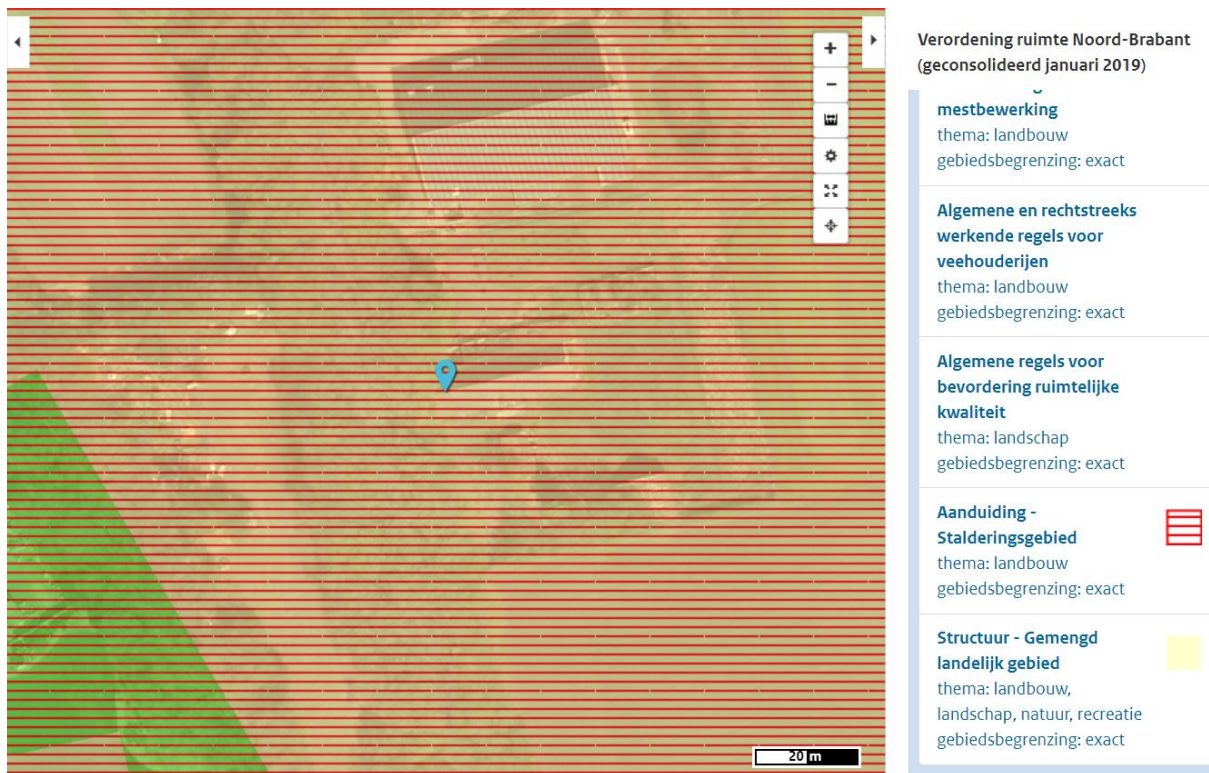 Verordening ruimte Noord-Brabant
(geconsolideerd januari 2019)
mestbewerking
thema: landbouw
gebiedsbegrenzing: exact
Algemene en rechtstreeks
werkende regels voor
veehouderijen
thema: landbouw
gebiedsbegrenzing: exact
Algemene regels voor
bevordering ruimtelijke
kwaliteit
thema: landschap
gebiedsbegrenzing: exact
Aanduiding -
Stalderingsgebied
thema: landbouw
gebiedsbegrenzing: exact
Structuur - Gemengd
landelijk gebied
thema: landbouw,
landschap, natuur, recreatie
gebiedsbegrenzing: exact
20 m